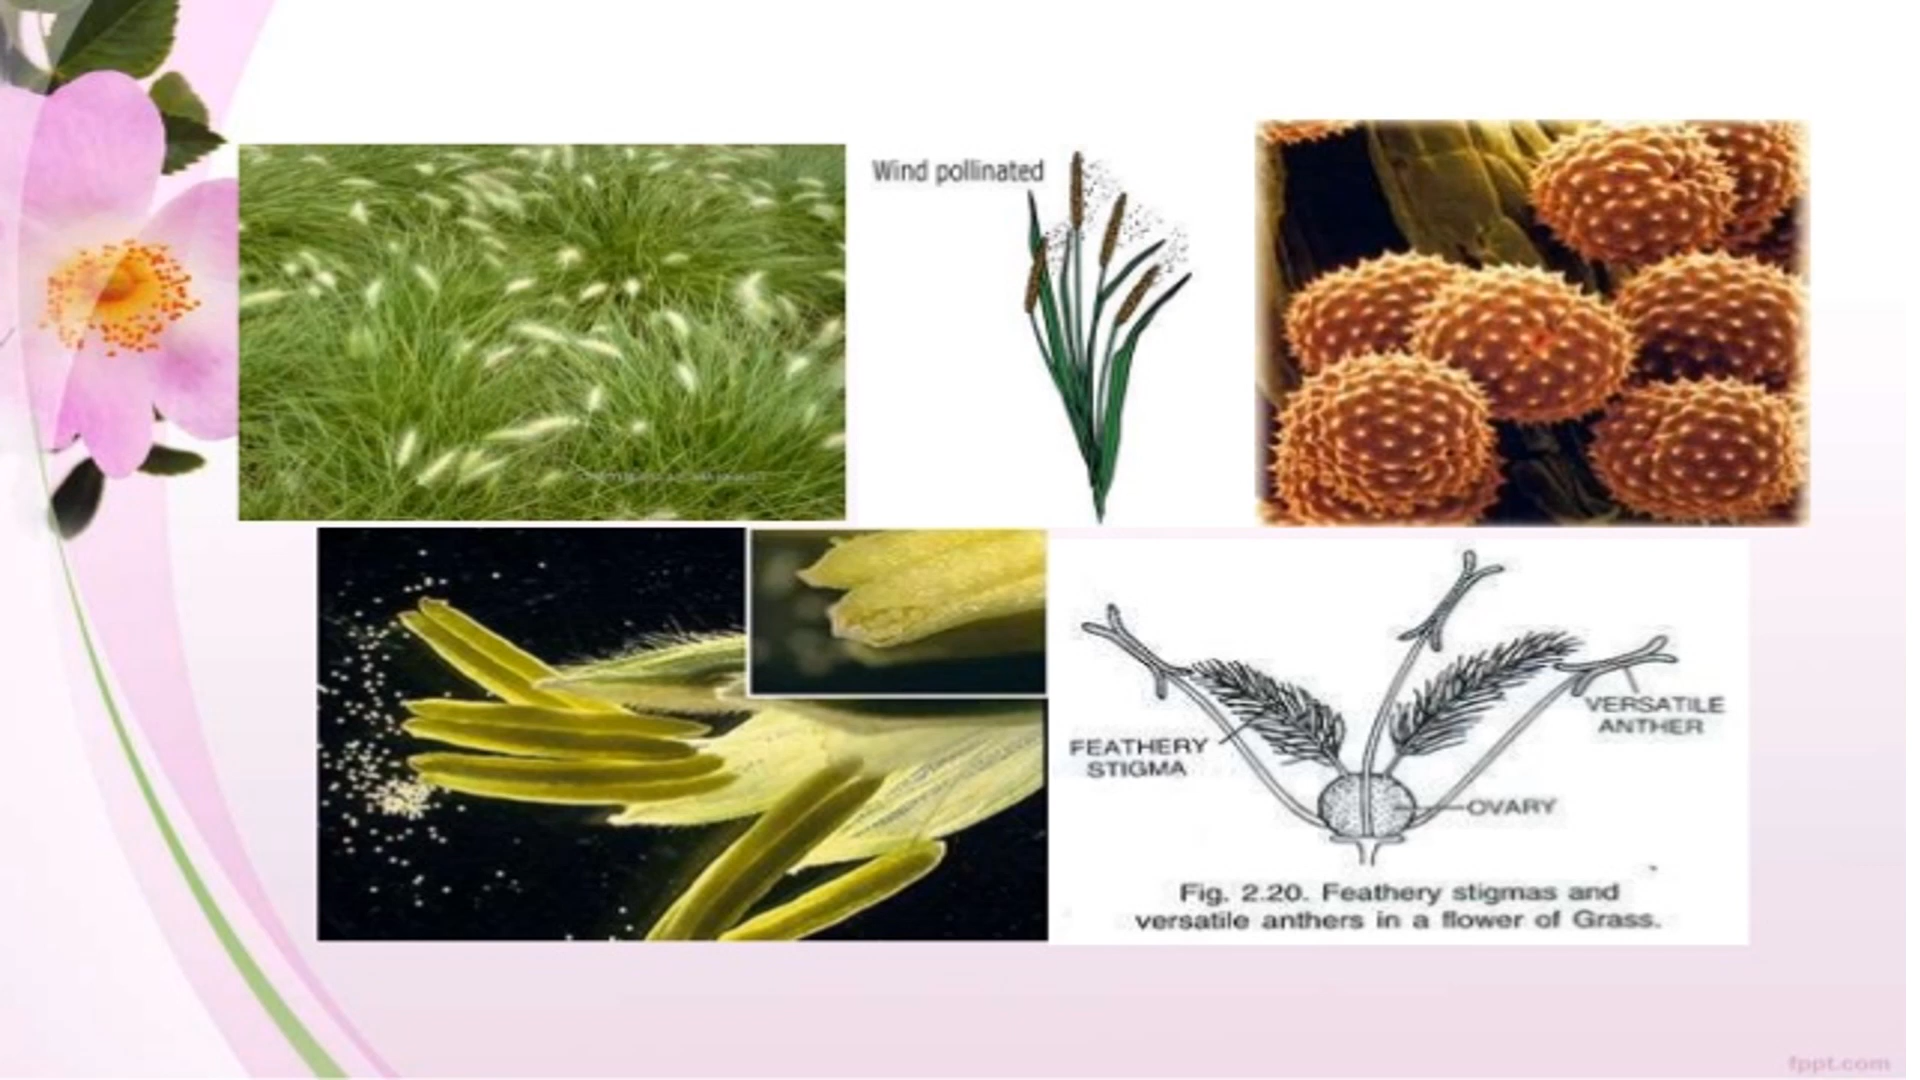 Wind pollinated
FEATHERY
STIGMA
VERSATILE
ANTHER
OVARY
Fig. 2.20. Feathery stigmas and
versatile anthers in a flower of Grass.
fppt.com